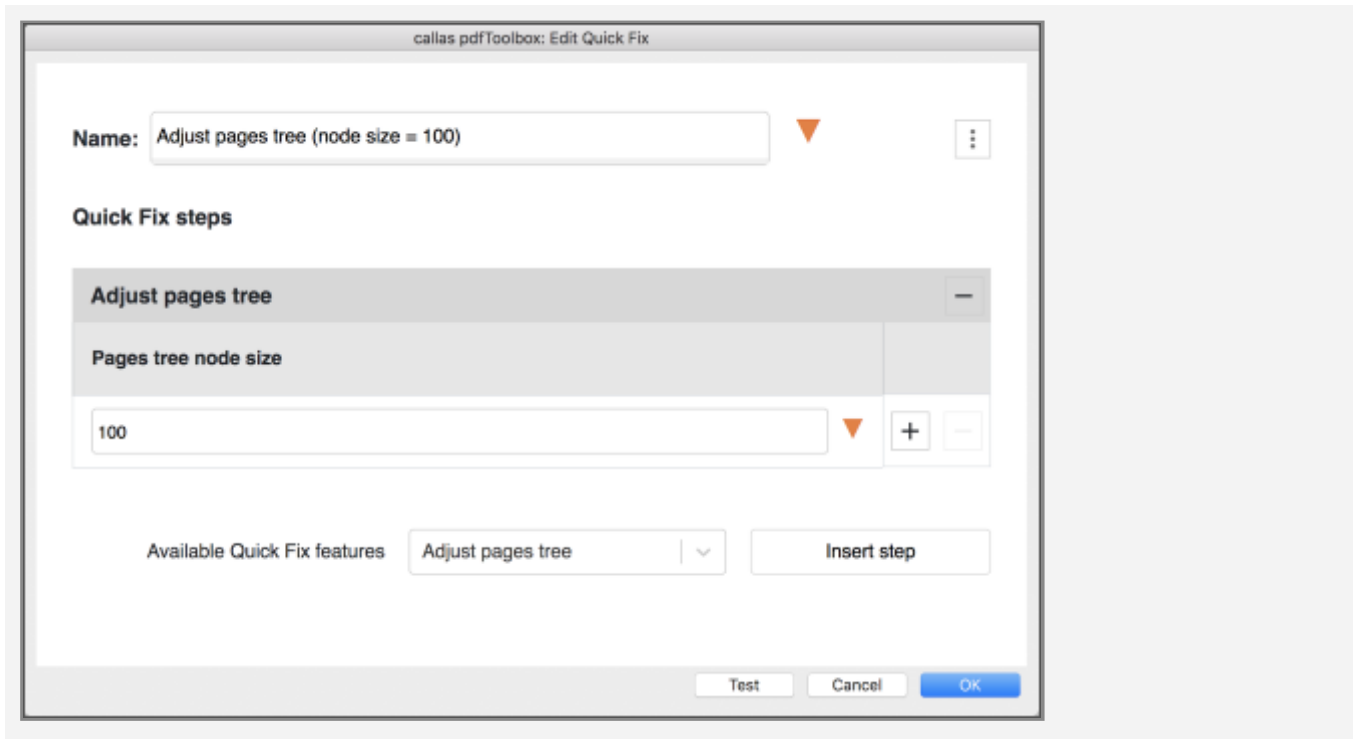 callas pdfToolbox: Edit Quick Fix
Name: Adjust pages tree (node size = 100)
Quick Fix steps
Adjust pages tree
Pages tree node size
100
Available Quick Fix features Adjust pages tree Insert step
Test Cancel OK